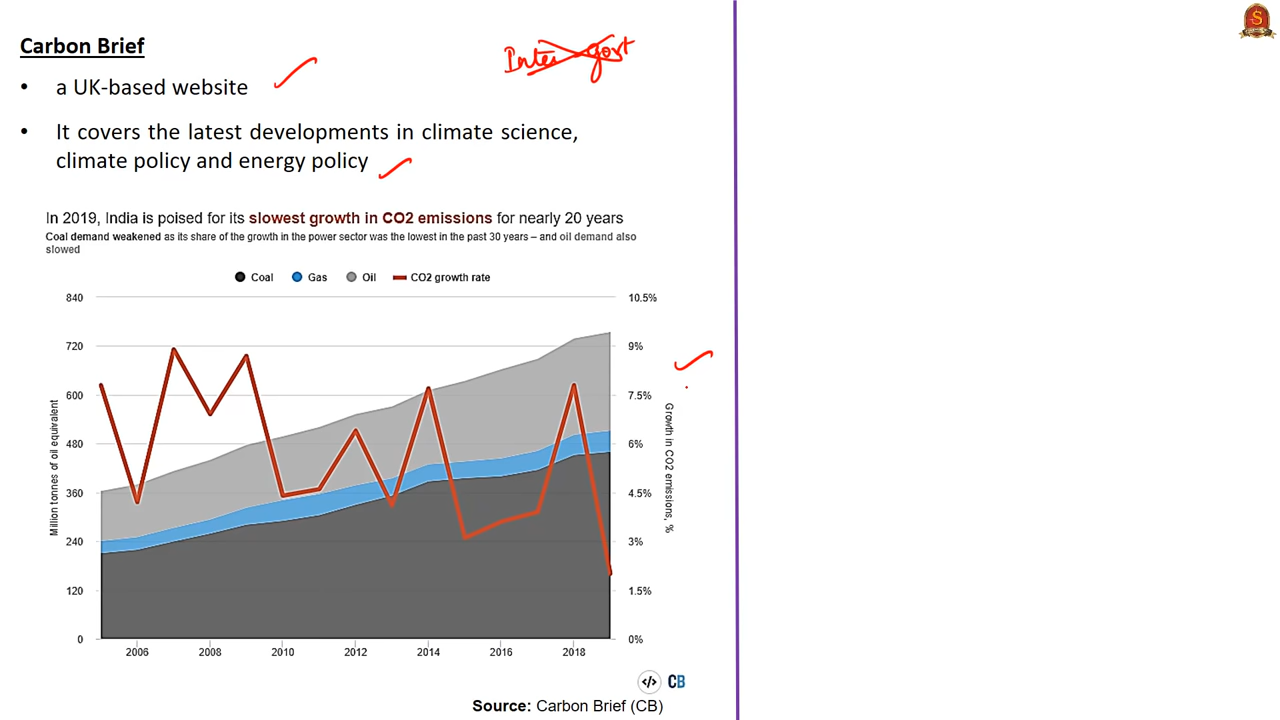 Carbon Brief
Inter-govt
• a UK-based website
• It covers the latest developments in climate science,
climate policy and energy policy
In 2019, India is poised for its slowest growth in CO2 emissions for nearly 20 years
Coal demand weakened as its share of the growth in the power sector was the lowest in the past 30 years – and oil demand also
slowed
Coal Gas Oil CO2 growth rate
840 10.5%
720 9%
600 7.5%
480 6%
360 4.5%
240 3%
120 1.5%
0 0%
Million tonnes of oil equivalent
Growth in CO2 emissions, %
2006 2008 2010 2012 2014 2016 2018
</> CB
Source: Carbon Brief (CB)
S